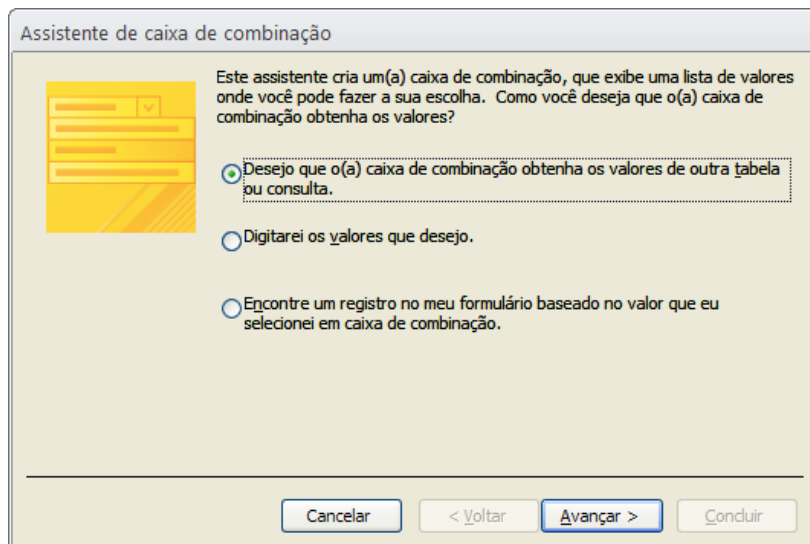 Assistente de caixa de combinação
Este assistente cria um(a) caixa de combinação, que exibe uma lista de valores
onde você pode fazer a sua escolha. Como você deseja que o(a) caixa de
combinação obtenha os valores?
Desejo que o(a) caixa de combinação obtenha os valores de outra tabela
ou consulta.
Digitarei os valores que desejo.
Encontre um registro no meu formulário baseado no valor que eu
selecionei em caixa de combinação.
Cancelar
< Voltar
Avançar >
Concluir